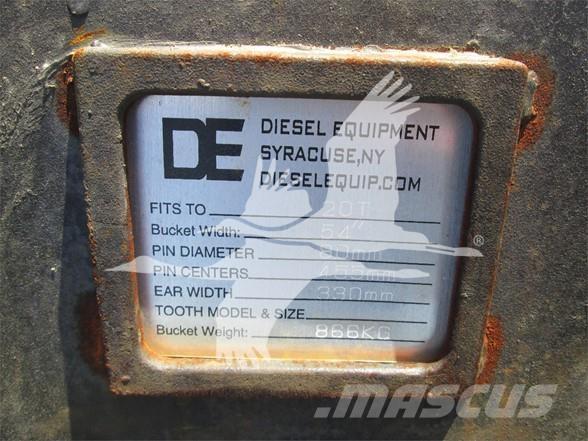 DE DIESEL EQUIPMENT
SYRACUSE,NY
DIESELEQUIP.COM
FITS TO 20T
Bucket Width: 54"
PIN DIAMETER 80mm
PIN CENTERS
EAR WIDTH 330mm
TOOTH MODEL & SIZE
Bucket Weight: 866KG
®
MASCUS